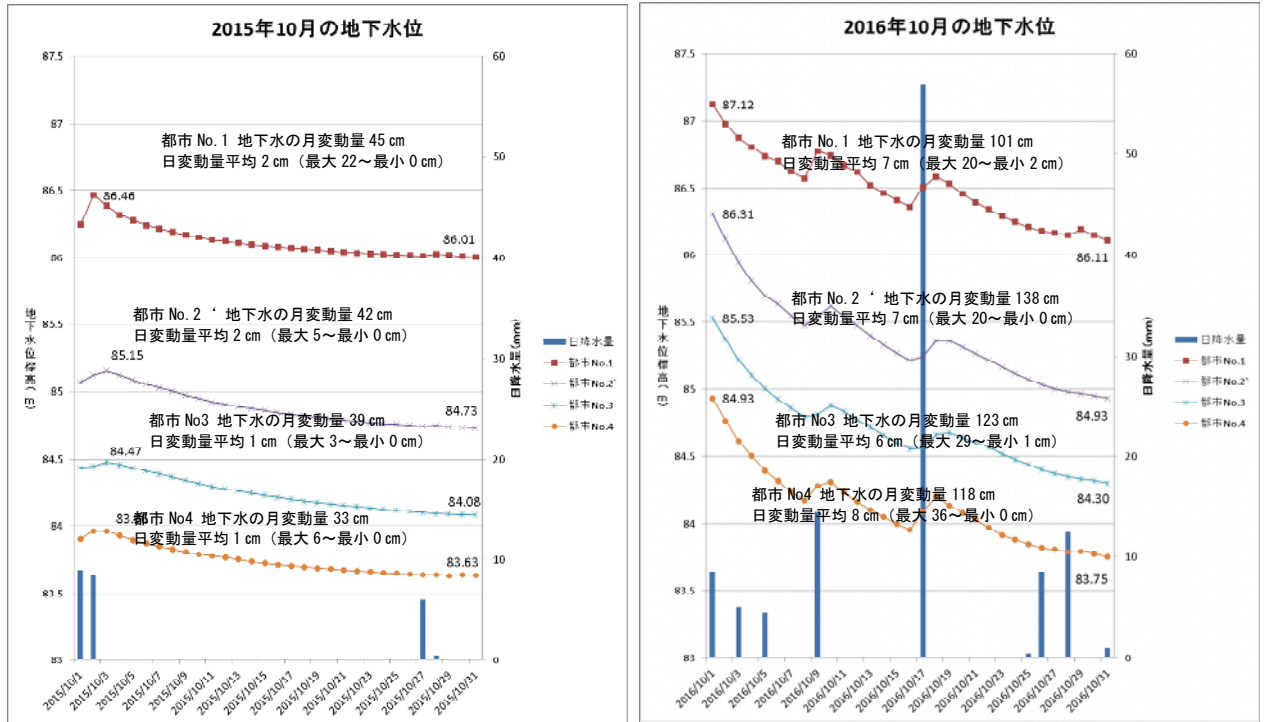 2015年10月の地下水位
87.5
87
86.5
86
85.5
85
84.5
84
83.5
83
60
50
40
30
20
10
0
地下水位標高(m)
日降水量(mm)
都市 No.1 地下水の月変動量 45 cm
日変動量平均 2 cm（最大 22～最小 0 cm）
86.46
86.01
都市 No.2 ‘ 地下水の月変動量 42 cm
日変動量平均 2 cm（最大 5～最小 0 cm）
85.15
84.73
都市 No3 地下水の月変動量 39 cm
日変動量平均 1 cm（最大 3～最小 0 cm）
84.47
84.08
都市 No4 地下水の月変動量 33 cm
日変動量平均 1 cm（最大 6～最小 0 cm）
83.63
日降水量
都市No.1
都市No.2'
都市No.3
都市No.4
2015/10/1
2015/10/3
2015/10/5
2015/10/7
2015/10/9
2015/10/11
2015/10/13
2015/10/15
2015/10/17
2015/10/19
2015/10/21
2015/10/23
2015/10/25
2015/10/27
2015/10/29
2015/10/31
2016年10月の地下水位
87.5
87
86.5
86
85.5
85
84.5
84
83.5
83
60
50
40
30
20
10
0
地下水位標高(m)
日降水量(mm)
87.12
都市 No.1 地下水の月変動量 101 cm
日変動量平均 7 cm（最大 20～最小 2 cm）
86.11
86.31
都市 No.2 ‘ 地下水の月変動量 138 cm
日変動量平均 7 cm（最大 20～最小 0 cm）
84.93
85.53
都市 No3 地下水の月変動量 123 cm
日変動量平均 6 cm（最大 29～最小 1 cm）
84.30
84.93
都市 No4 地下水の月変動量 118 cm
日変動量平均 8 cm（最大 36～最小 0 cm）
83.75
日降水量
都市No.1
都市No.2'
都市No.3
都市No.4
2016/10/1
2016/10/3
2016/10/5
2016/10/7
2016/10/9
2016/10/11
2016/10/13
2016/10/15
2016/10/17
2016/10/19
2016/10/21
2016/10/23
2016/10/25
2016/10/27
2016/10/29
2016/10/31